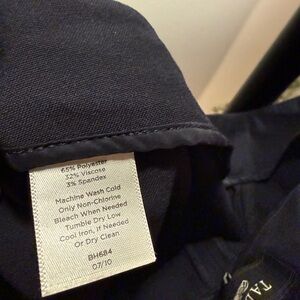 65% Polyester
32% Viscose
3% Spandex
Machine Wash Cold
Only Non-Chlorine
Bleach When Needed
Tumble Dry Low
Cool Iron, if Needed
Or Dry Clean
BH684
07/10